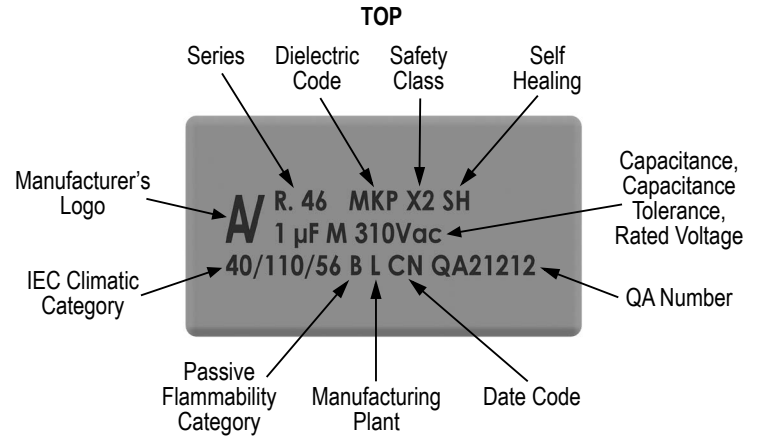 TOP
Series
Dielectric
Code
Safety
Class
Self
Healing
Manufacturer's
Logo
R. 46 MKP X2 SH
1 µF M 310Vac
40/110/56 B L CN QA21212
Capacitance,
Capacitance
Tolerance,
Rated Voltage
IEC Climatic
Category
QA Number
Passive
Flammability
Category
Manufacturing
Plant
Date Code